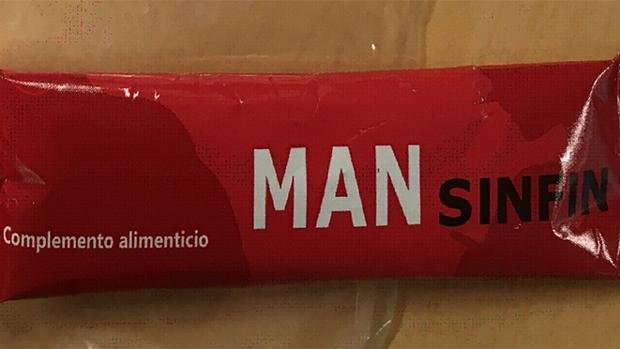 MAN SINFIN
Complemento alimenticio